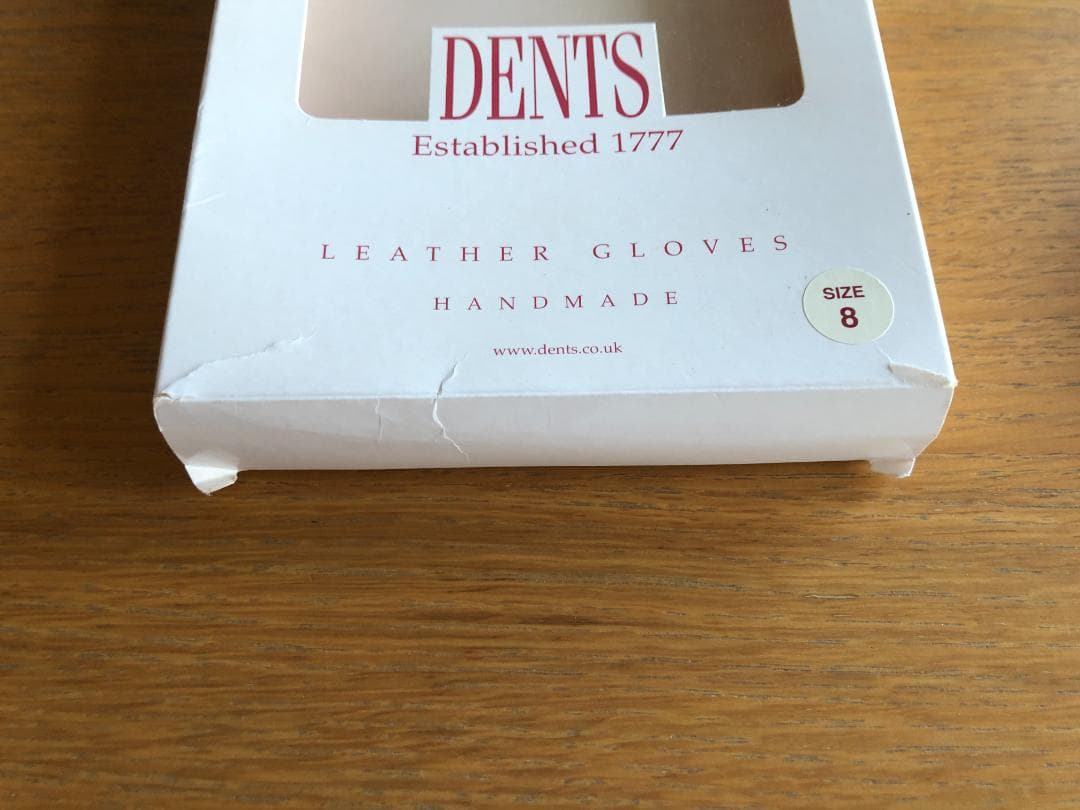 DENTS
Established 1777
LEATHER GLOVES
HANDMADE
www.dents.co.uk
SIZE
8